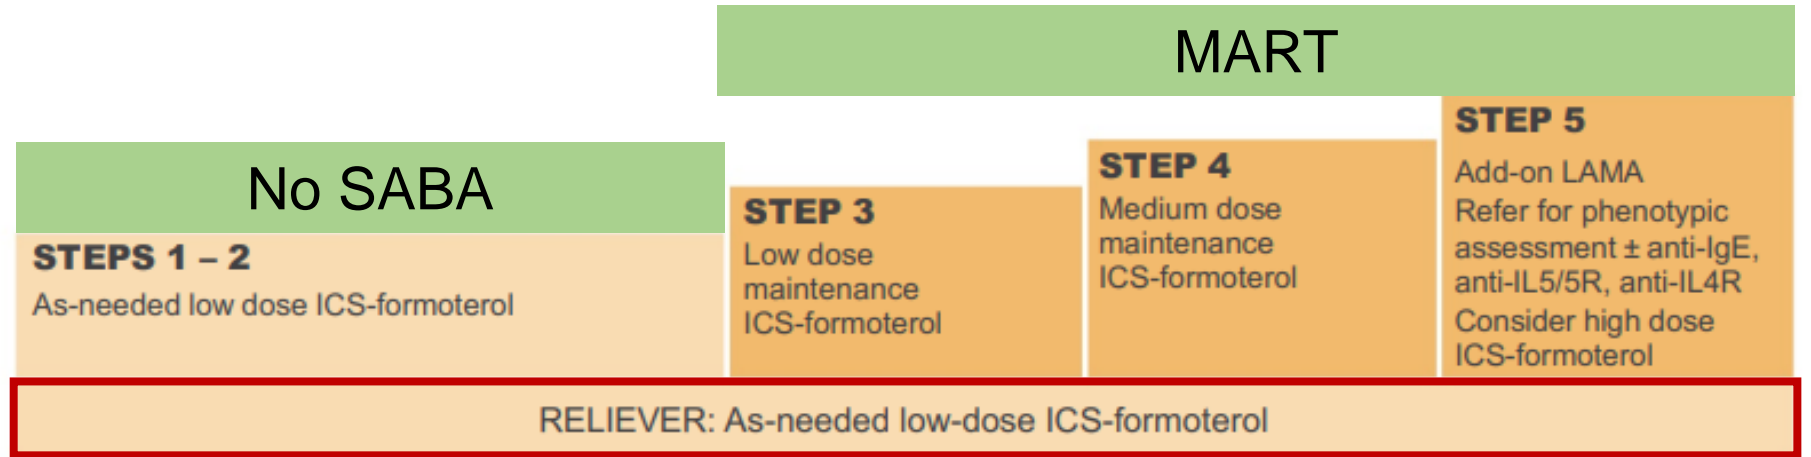 MART
No SABA
STEPS 1 – 2
As-needed low dose ICS-formoterol
STEP 3
Low dose
maintenance
ICS-formoterol
STEP 4
Medium dose
maintenance
ICS-formoterol
STEP 5
Add-on LAMA
Refer for phenotypic
assessment ± anti-IgE,
anti-IL5/5R, anti-IL4R
Consider high dose
ICS-formoterol
RELIEVER: As-needed low-dose ICS-formoterol